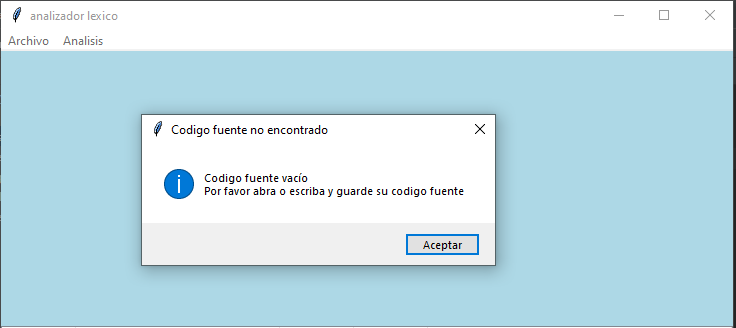 analizador lexico
Archivo Analisis
Codigo fuente no encontrado
Codigo fuente vacío
Por favor abra o escriba y guarde su codigo fuente
Aceptar